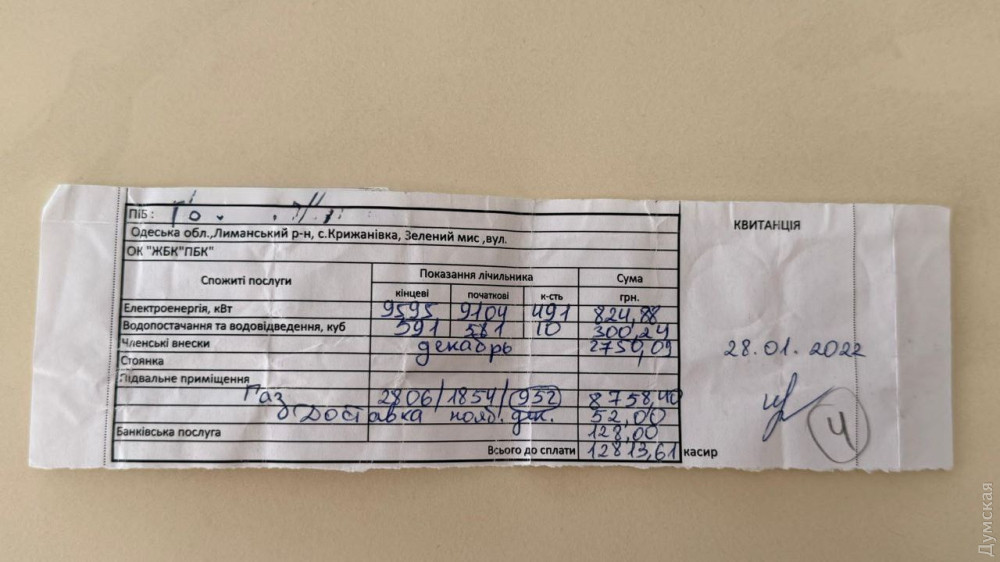 ПІБ :
Одеська обл.,Лиманський р-н, с.Крижанівка, Зелений мис ,вул.
ОК "ЖБК"ПБК"
КВИТАНЦІЯ
Спожиті послуги Показання лічильника Сума
кінцеві початкові к-сть грн.
Електроенергія, кВт 9595 9104 491 824,88
Водопостачання та водовідведення, куб 591 581 10 300,24
Членські внески декабрь 2750,09
Стоянка
Підвальне приміщення
Газ 2806/1854/952 8758,40
Доставка нояб. дек. 52,00
Банківська послуга 128,00
Всього до сплати 12813,61 касир
28.01.2022
4
Думская